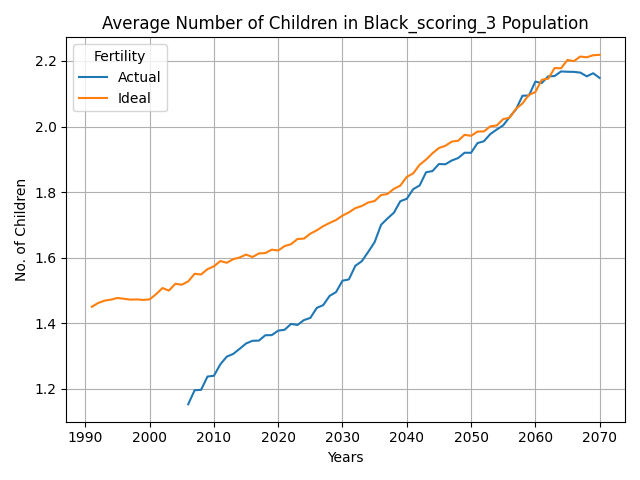 Average Number of Children in Black_scoring_3 Population
Fertility
Actual
Ideal
No. of Children
2.2
2.0
1.8
1.6
1.4
1.2
1990 2000 2010 2020 2030 2040 2050 2060 2070
Years